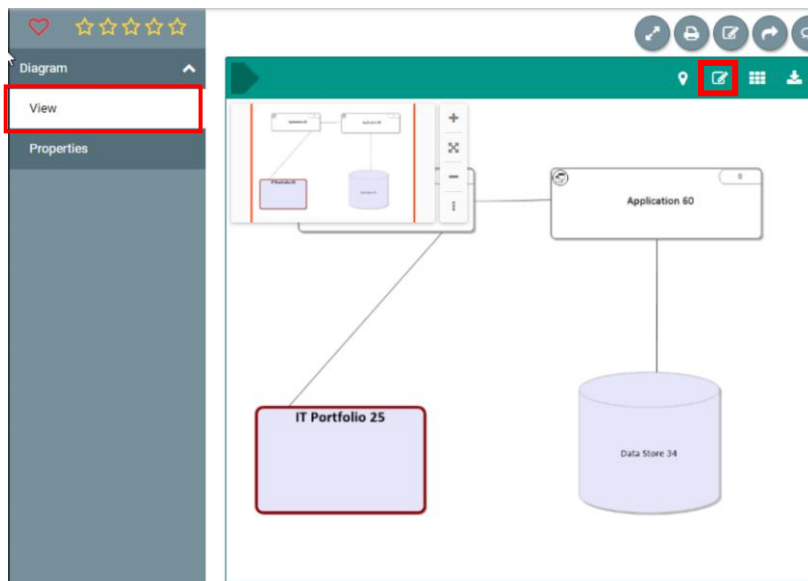 Diagram
View
Properties
0
Application 60
IT Portfolio 25
Data Store 34